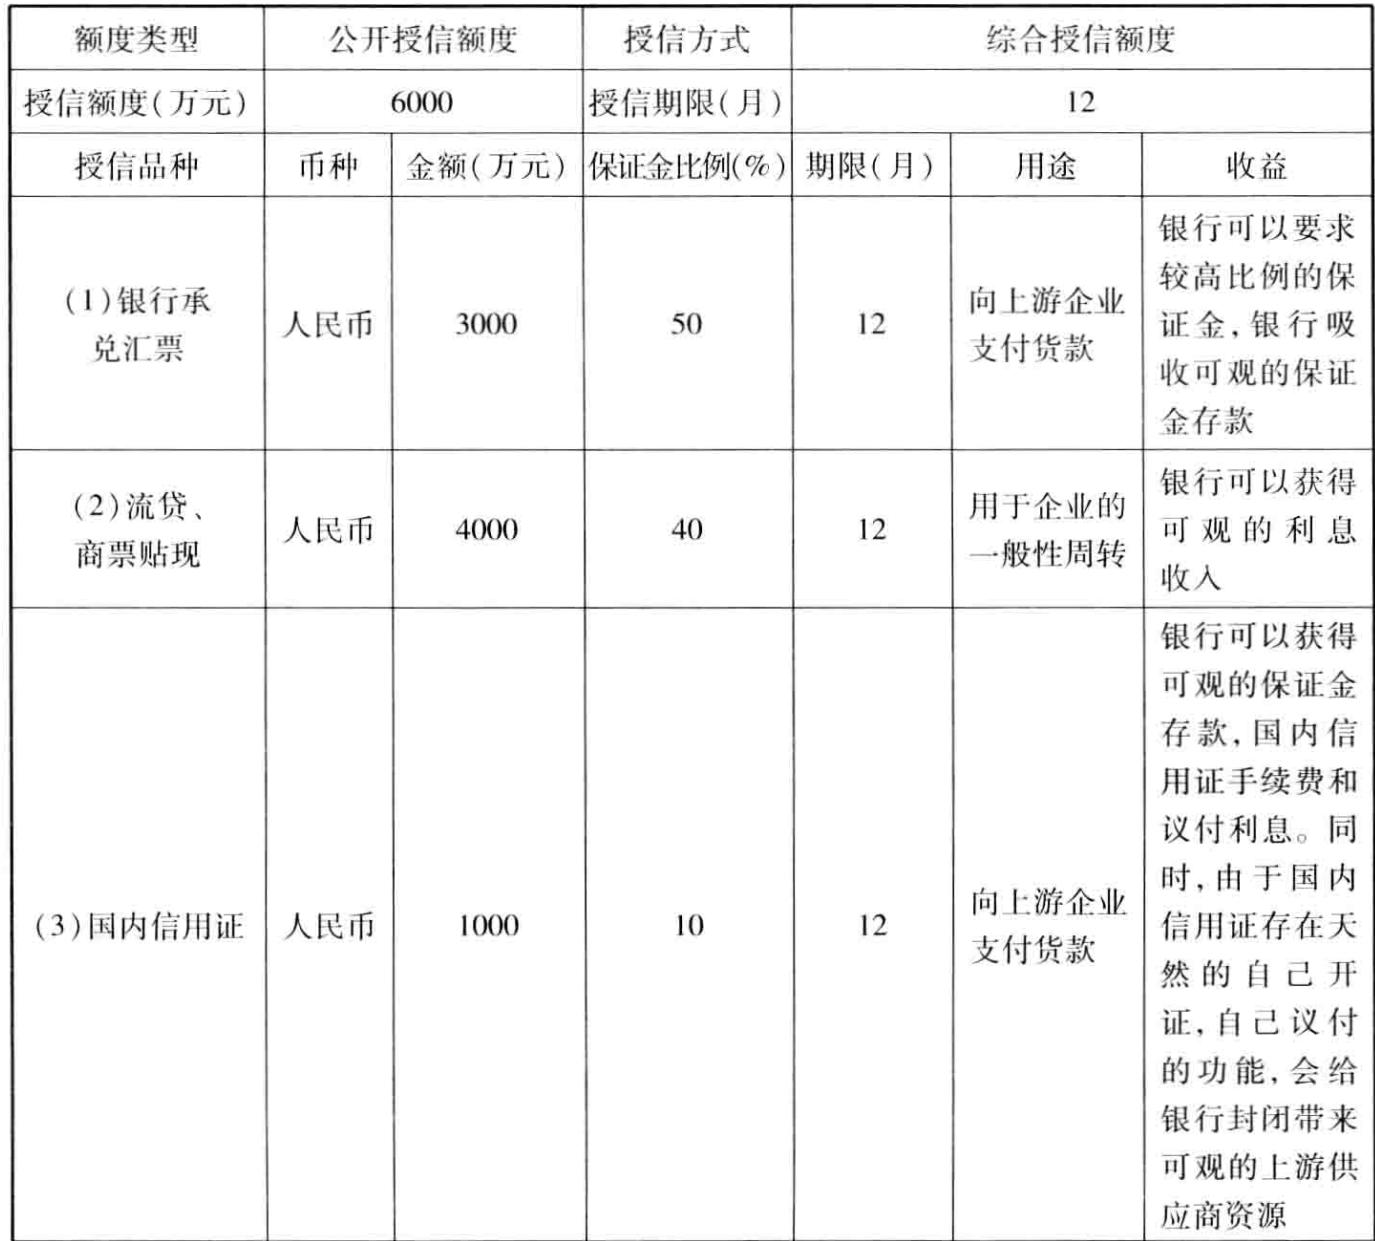 额度类型 公开授信额度 授信方式 综合授信额度
授信额度(万元) 6000 授信期限(月) 12
授信品种 币种 金额(万元) 保证金比例(%) 期限(月) 用途 收益
(1)银行承
兑汇票
人民币
3000
50
12
向上游企业
支付货款
银行可以要求
较高比例的保
证金,银行吸
收可观的保证
金存款
(2)流贷、
商票贴现
人民币
4000
40
12
用于企业的
一般性周转
银行可以获得
可观的利息
收入
(3)国内信用证
人民币
1000
10
12
向上游企业
支付货款
银行可以获得
可观的保证金
存款,国内信
用证手续费和
议付利息。同
时,由于国内
信用证存在天
然的自己开
证,自己议付
的功能,会给
银行封闭带来
可观的上游供
应商资源